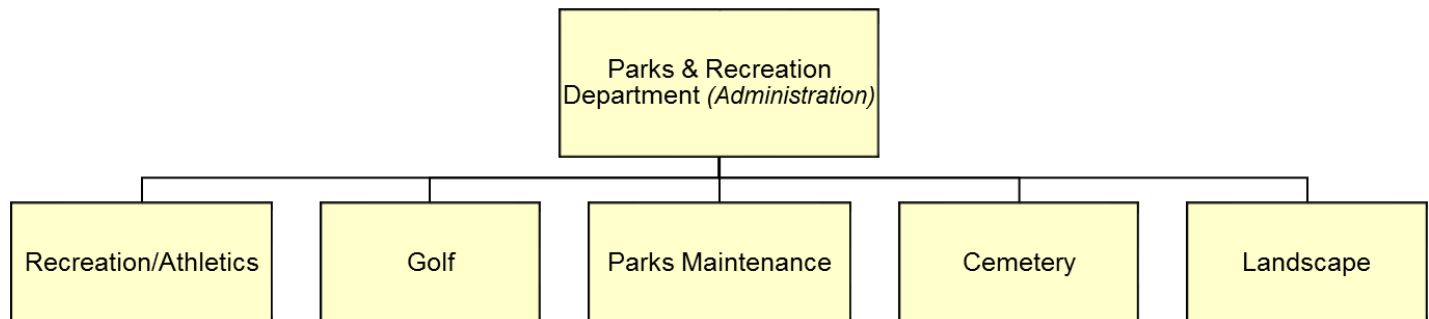 Parks & Recreation
Department (Administration)
Recreation/Athletics
Golf
Parks Maintenance
Cemetery
Landscape